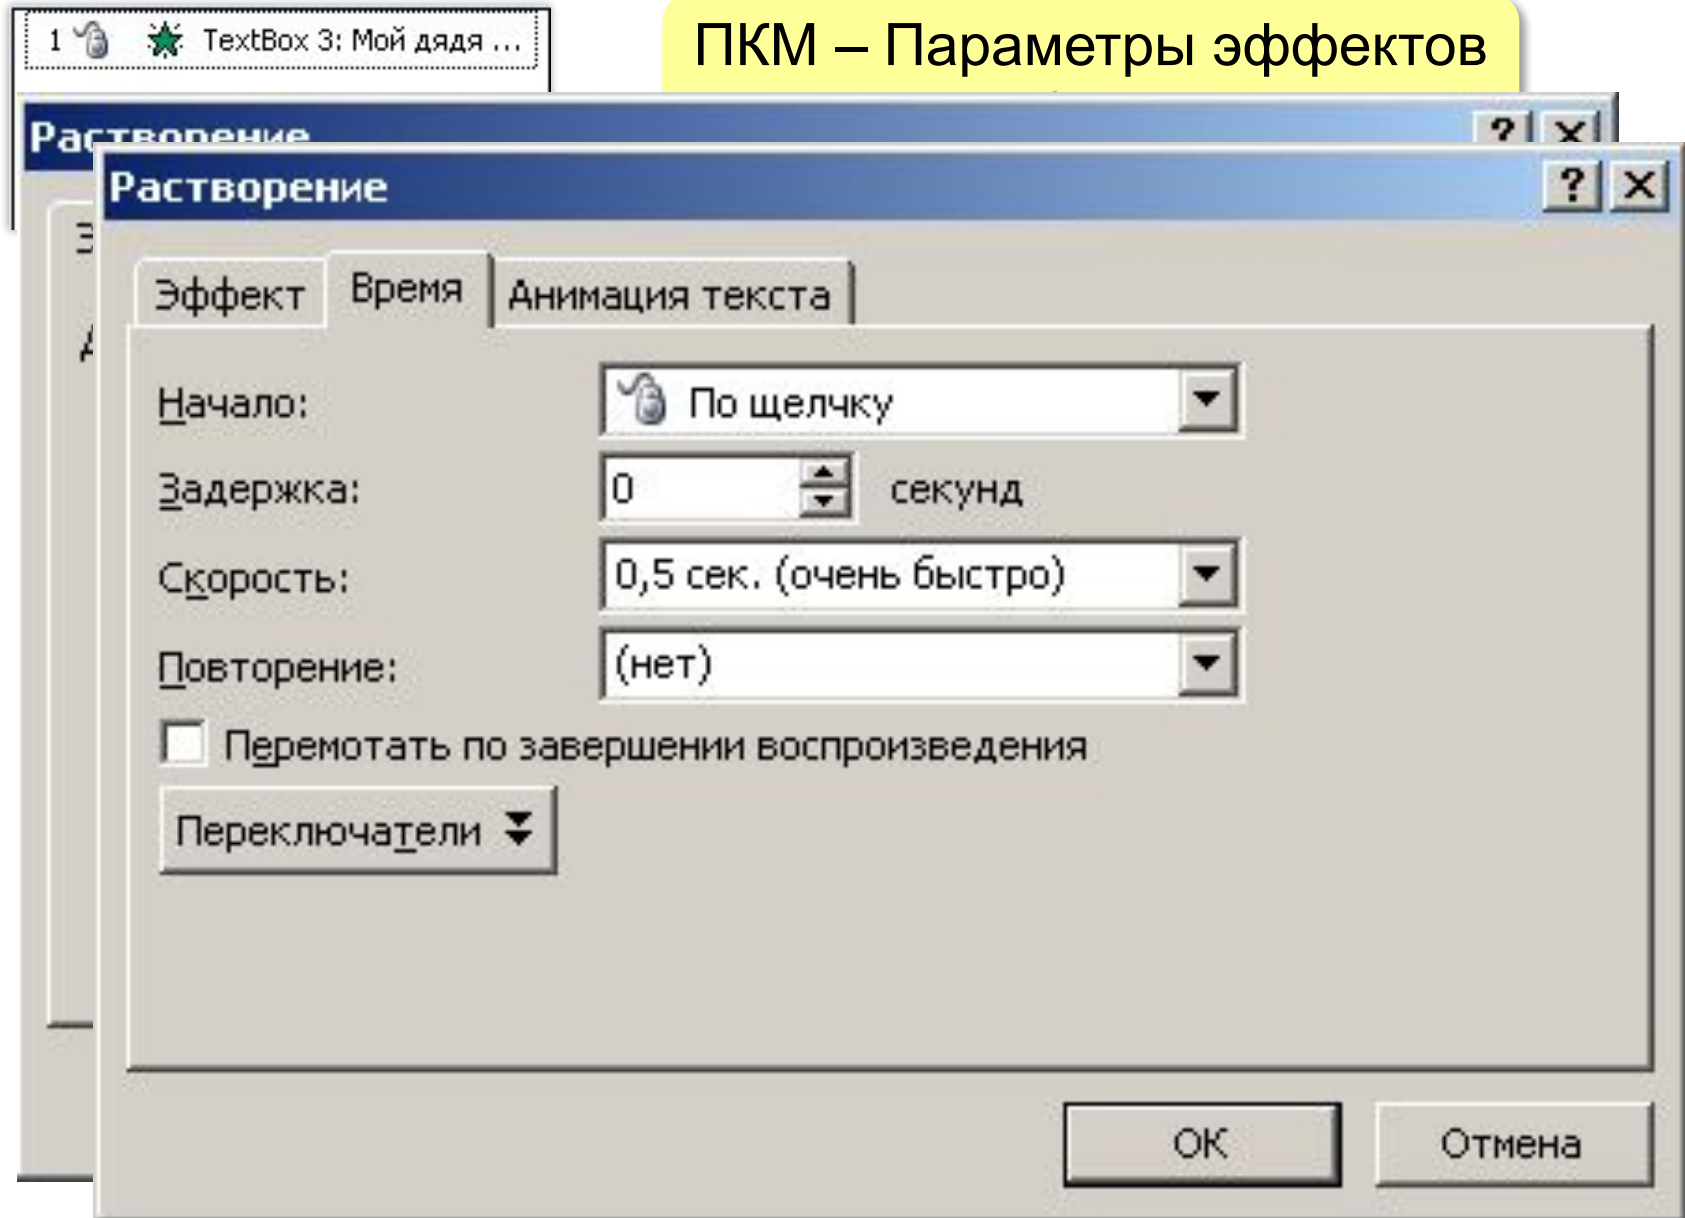 1 TextBox 3: Мой дядя ...
ПКМ – Параметры эффектов
Растворение
Растворение
Эффект Время Анимация текста
Начало: По щелчку
Задержка: 0 секунд
Скорость: 0,5 сек. (очень быстро)
Повторение: (нет)
Перемотать по завершении воспроизведения
Переключатели
ОК Отмена